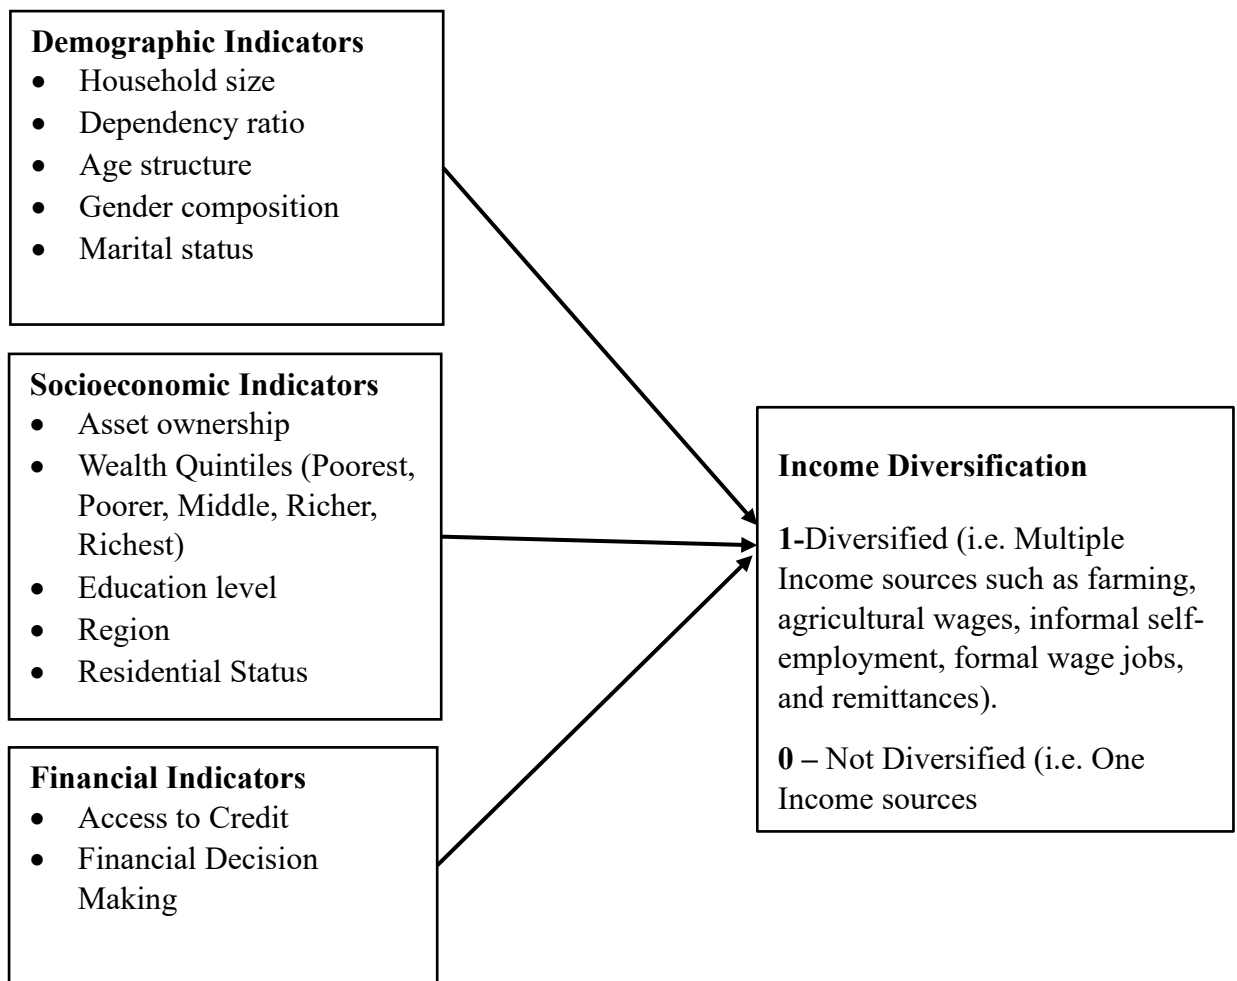 Demographic Indicators
• Household size
• Dependency ratio
• Age structure
• Gender composition
• Marital status
Socioeconomic Indicators
• Asset ownership
• Wealth Quintiles (Poorest,
Poorer, Middle, Richer,
Richest)
• Education level
• Region
• Residential Status
Financial Indicators
• Access to Credit
• Financial Decision
Making
Income Diversification
1-Diversified (i.e. Multiple
Income sources such as farming,
agricultural wages, informal self-
employment, formal wage jobs,
and remittances).
0 – Not Diversified (i.e. One
Income sources